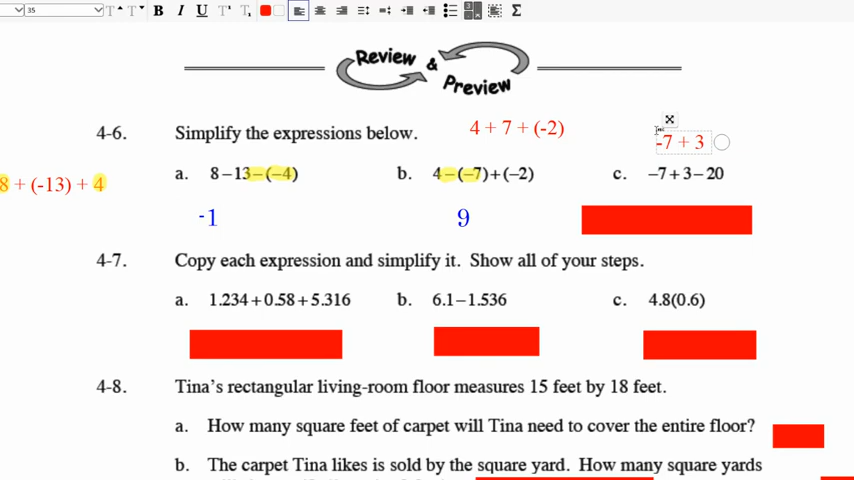 35 T T B I U T T Σ
Review & Preview
4-6. Simplify the expressions below. 4 + 7 + (-2) -7 + 3
8 + (-13) + 4 a. 8–13–(–4) b. 4–(–7)+(–2) c. –7+3–20
-1 9
4-7. Copy each expression and simplify it. Show all of your steps.
a. 1.234+0.58+5.316 b. 6.1–1.536 c. 4.8(0.6)
4-8. Tina's rectangular living-room floor measures 15 feet by 18 feet.
a. How many square feet of carpet will Tina need to cover the entire floor?
b. The carpet Tina likes is sold by the square yard. How many square yards